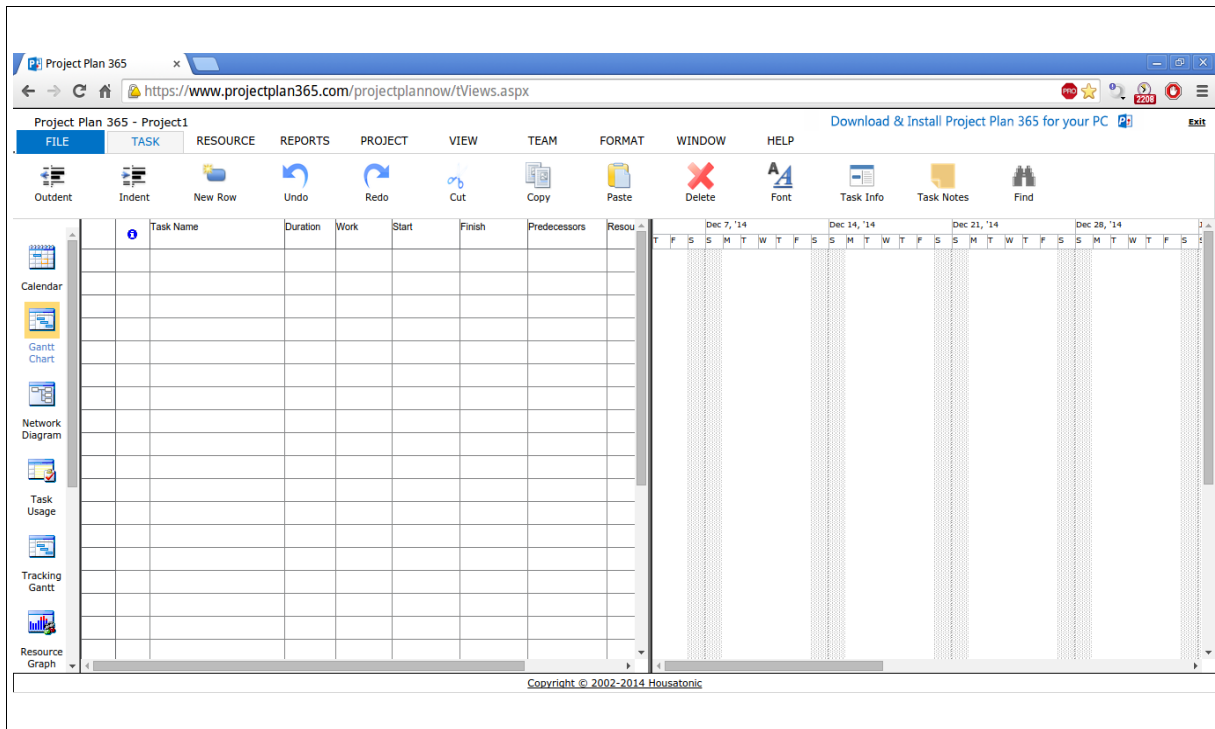 Project Plan 365 ×
https://www.projectplan365.com/projectplannow/tViews.aspx PRO 2208
Project Plan 365 - Project1 Download & Install Project Plan 365 for your PC Exit
FILE TASK RESOURCE REPORTS PROJECT VIEW TEAM FORMAT WINDOW HELP
Outdent Indent New Row Undo Redo Cut Copy Paste Delete Font Task Info Task Notes Find
Task Name Duration Work Start Finish Predecessors Resou Dec 7, '14 Dec 14, '14 Dec 21, '14 Dec 28, '14
T F S S M T W T F S S M T W T F S S M T W T F S S M T W T F S
Calendar
Gantt
Chart
Network
Diagram
Task
Usage
Tracking
Gantt
Resource
Graph
Copyright © 2002-2014 Housatonic